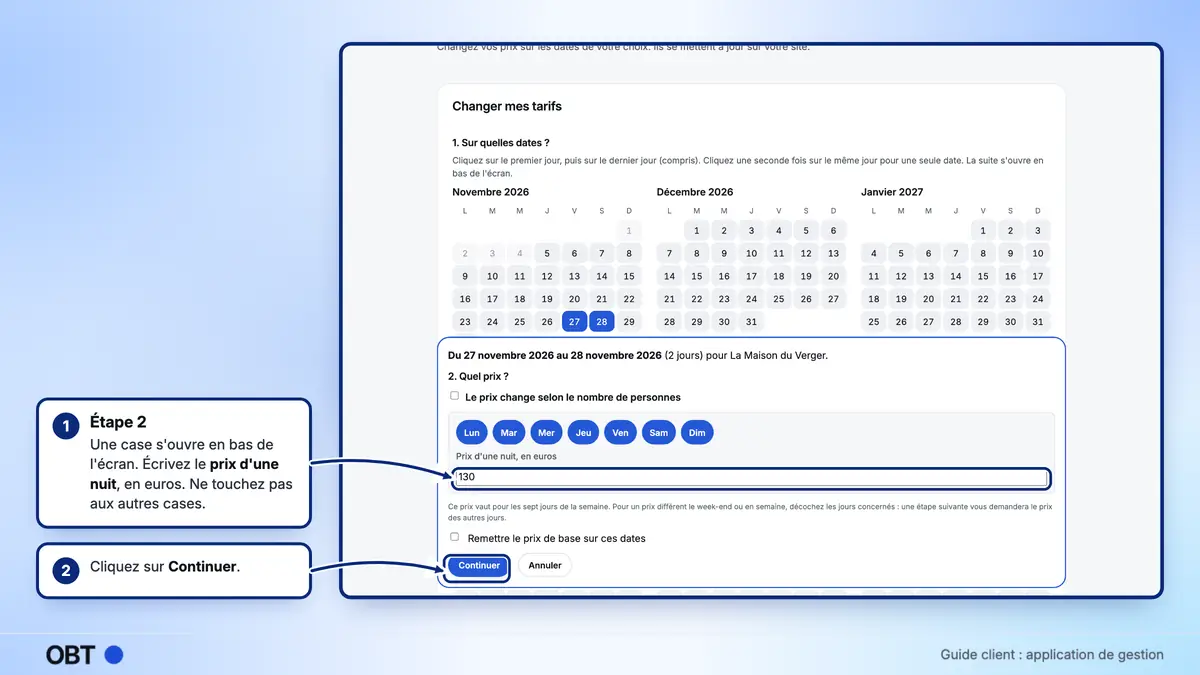 Changez vos prix sur les dates de votre choix. Ils se mettent à jour sur votre site.
Changer mes tarifs
1. Sur quelles dates ?
Cliquez sur le premier jour, puis sur le dernier jour (compris). Cliquez une seconde fois sur le même jour pour une seule date. La suite s'ouvre en
bas de l'écran.
Novembre 2026
L M M J V S D
1
2 3 4 5 6 7 8
9 10 11 12 13 14 15
16 17 18 19 20 21 22
23 24 25 26 27 28 29
Décembre 2026
L M M J V S D
1 2 3 4 5 6
7 8 9 10 11 12 13
14 15 16 17 18 19 20
21 22 23 24 25 26 27
28 29 30 31
Janvier 2027
L M M J V S D
1 2 3
4 5 6 7 8 9 10
11 12 13 14 15 16 17
18 19 20 21 22 23 24
25 26 27 28 29 30 31
Du 27 novembre 2026 au 28 novembre 2026 (2 jours) pour La Maison du Verger.
2. Quel prix ?
Le prix change selon le nombre de personnes
Lun Mar Mer Jeu Ven Sam Dim
Prix d'une nuit, en euros
130
Ce prix vaut pour les sept jours de la semaine. Pour un prix différent le week-end ou en semaine, décochez les jours concernés : une étape suivante vous demandera le prix
des autres jours.
Remettre le prix de base sur ces dates
Continuer Annuler
1 Étape 2
Une case s'ouvre en bas de
l'écran. Écrivez le prix d'une
nuit, en euros. Ne touchez pas
aux autres cases.
2 Cliquez sur Continuer.
OBT
Guide client : application de gestion